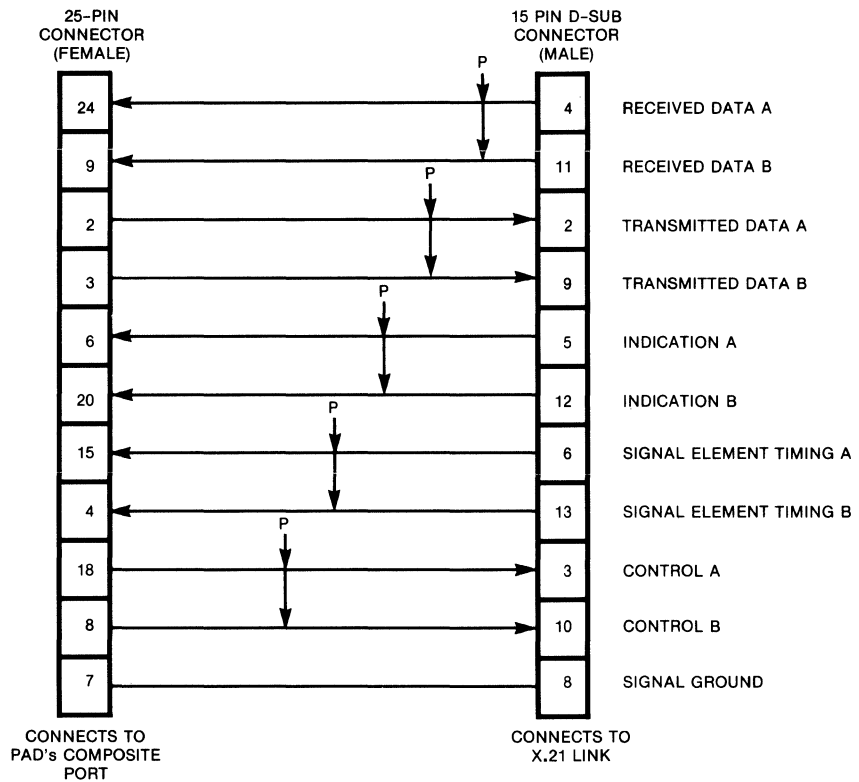 25-PIN
CONNECTOR
(FEMALE)
15 PIN D-SUB
CONNECTOR
(MALE)
P
24
4
RECEIVED DATA A
9
11
RECEIVED DATA B
P
2
2
TRANSMITTED DATA A
3
9
TRANSMITTED DATA B
P
6
5
INDICATION A
20
12
INDICATION B
P
15
6
SIGNAL ELEMENT TIMING A
4
13
SIGNAL ELEMENT TIMING B
P
18
3
CONTROL A
8
10
CONTROL B
7
8
SIGNAL GROUND
CONNECTS TO
PAD's COMPOSITE
PORT
CONNECTS TO
X.21 LINK